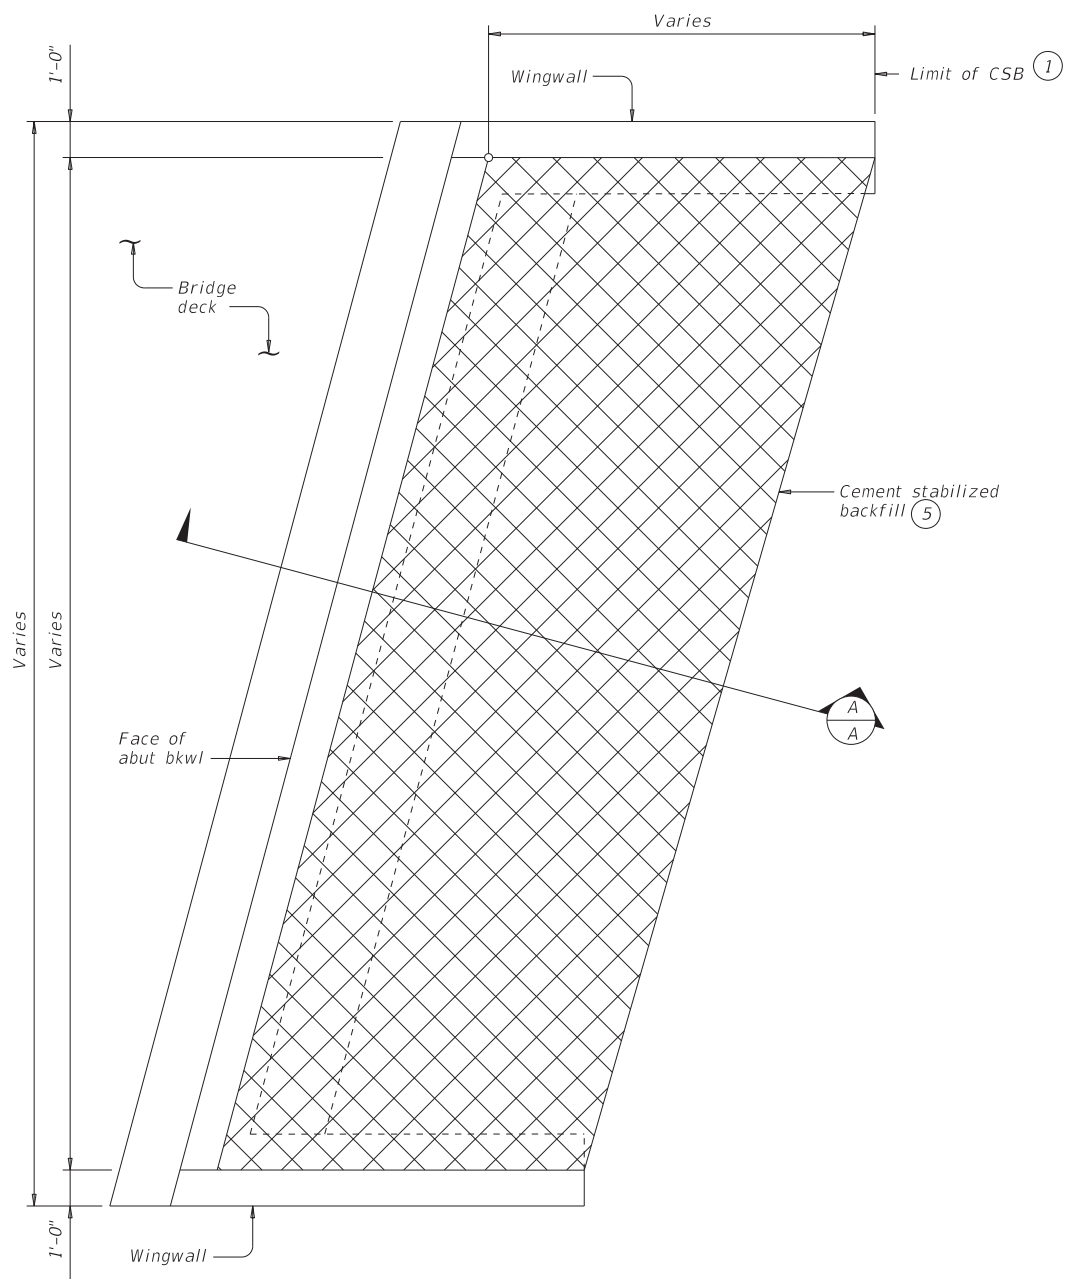 Varies
1'-0"
Wingwall
Limit of CSB 1
Bridge
deck
Cement stabilized
backfill 5
Varies
Varies
A
A
Face of
abut bkwl
1'-0"
Wingwall